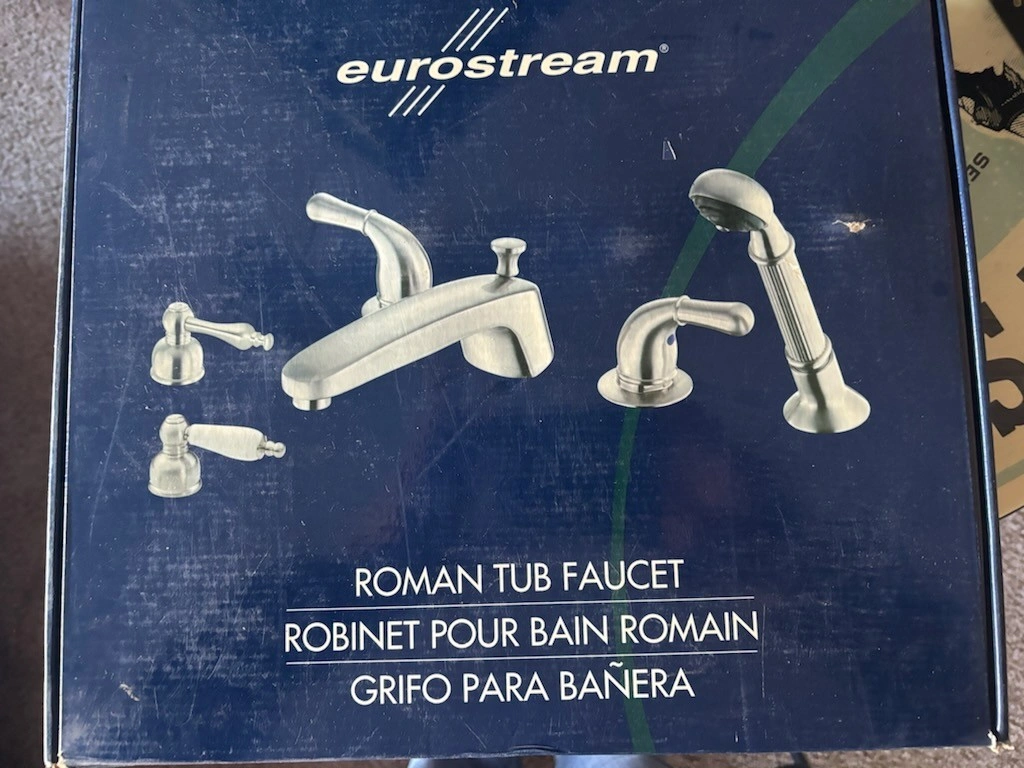 eurostream®
ROMAN TUB FAUCET
ROBINET POUR BAIN ROMAIN
GRIFO PARA BAÑERA